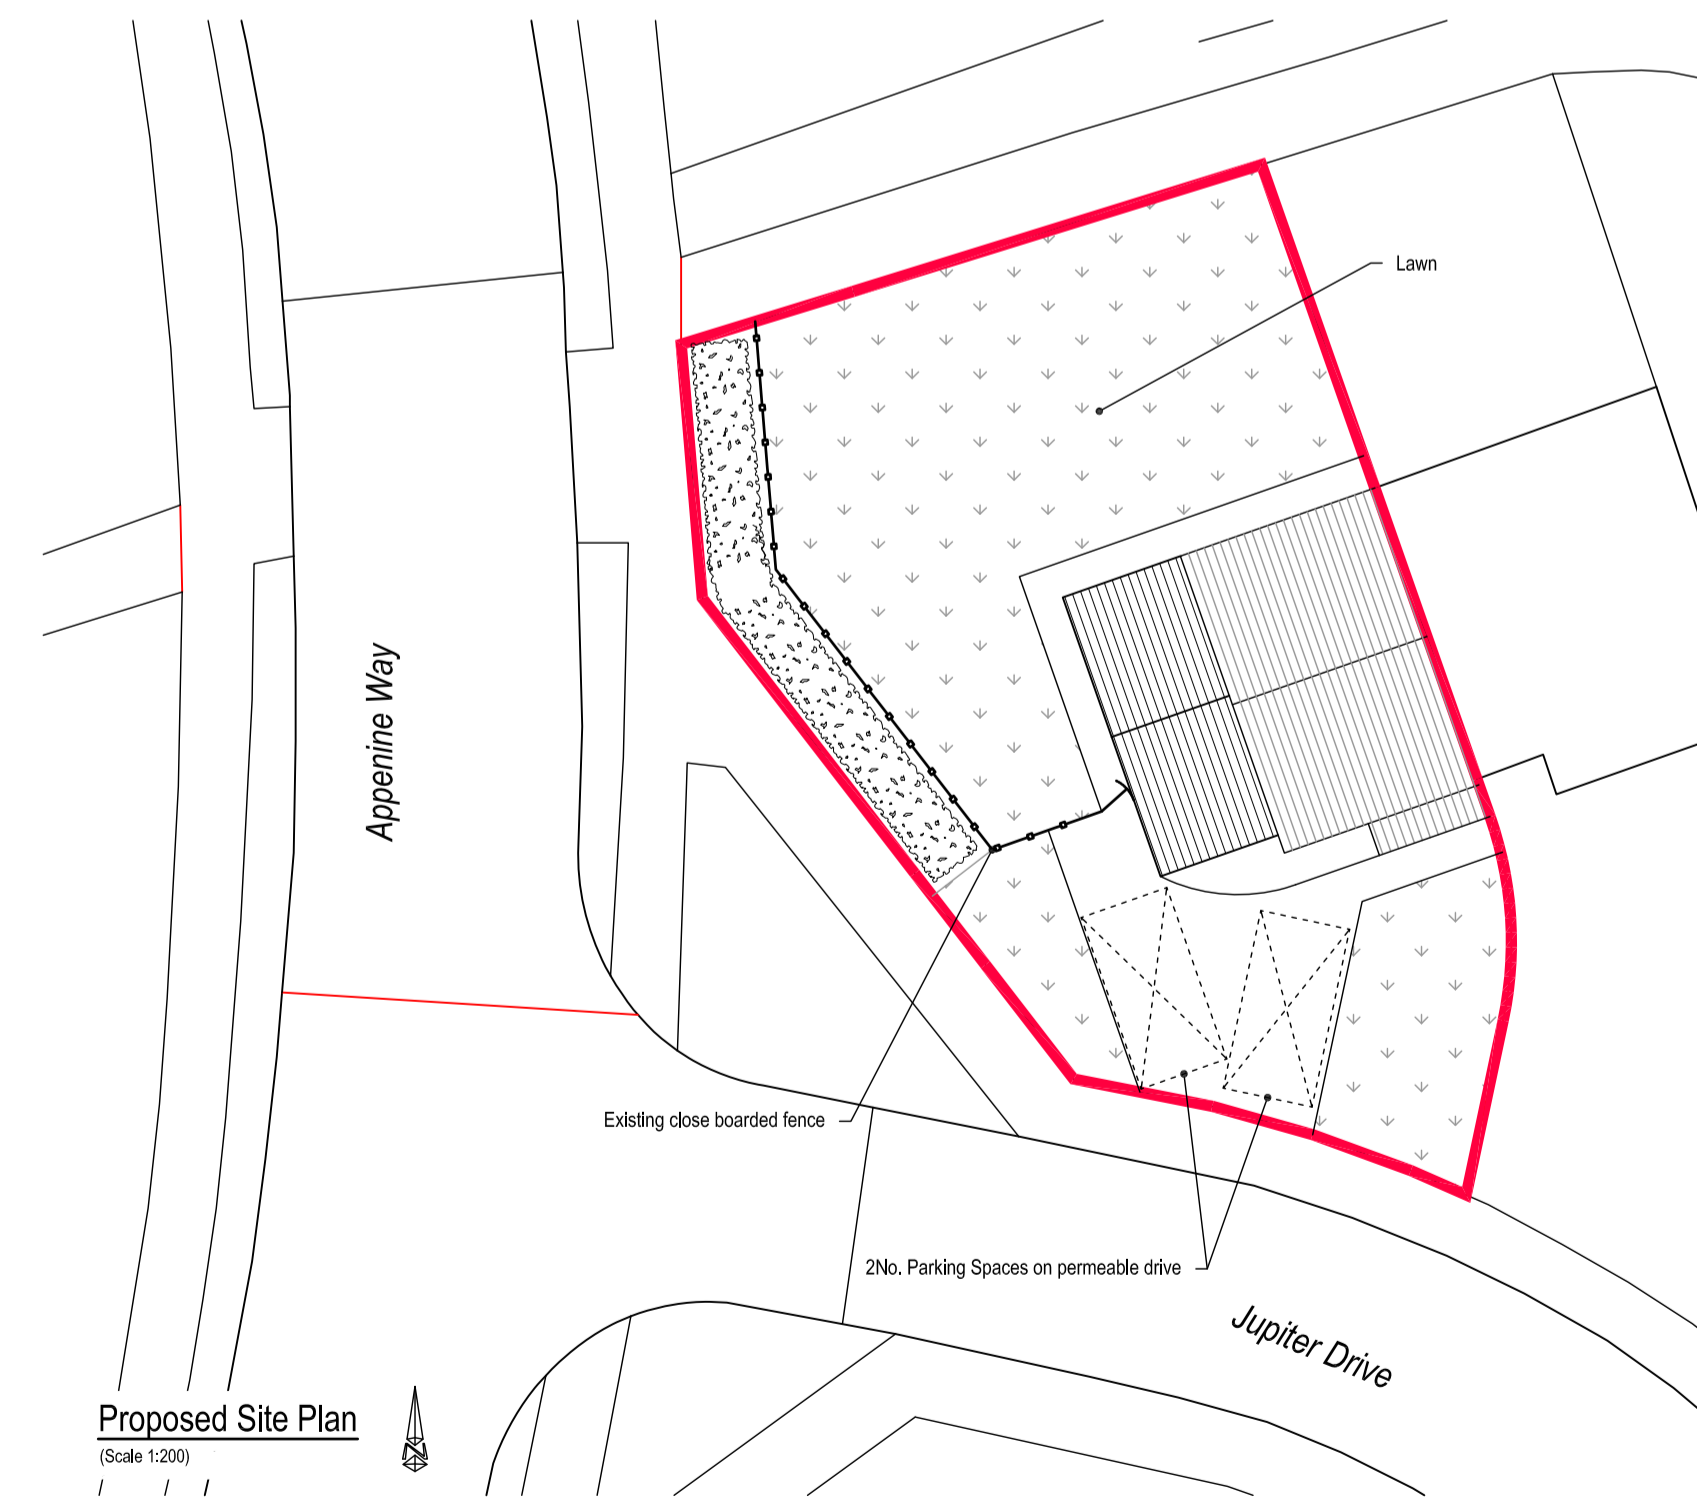 Lawn
Appenine Way
Existing close boarded fence
2No. Parking Spaces on permeable drive
Jupiter Drive
Proposed Site Plan
(Scale 1:200)
N